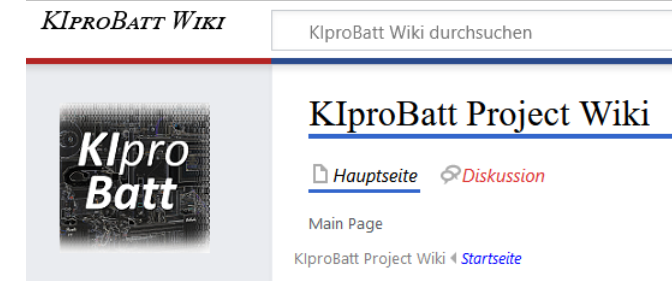 KIproBatt Wiki
KIproBatt Wiki durchsuchen
KIpro
Batt
KIproBatt Project Wiki
Hauptseite Diskussion
Main Page
KIproBatt Project Wiki Startseite